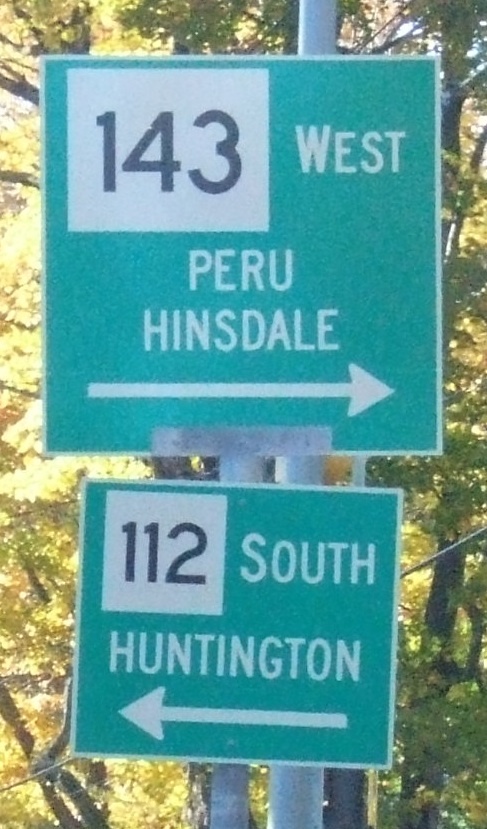 143 WEST
PERU
HINSDALE
112 SOUTH
HUNTINGTON